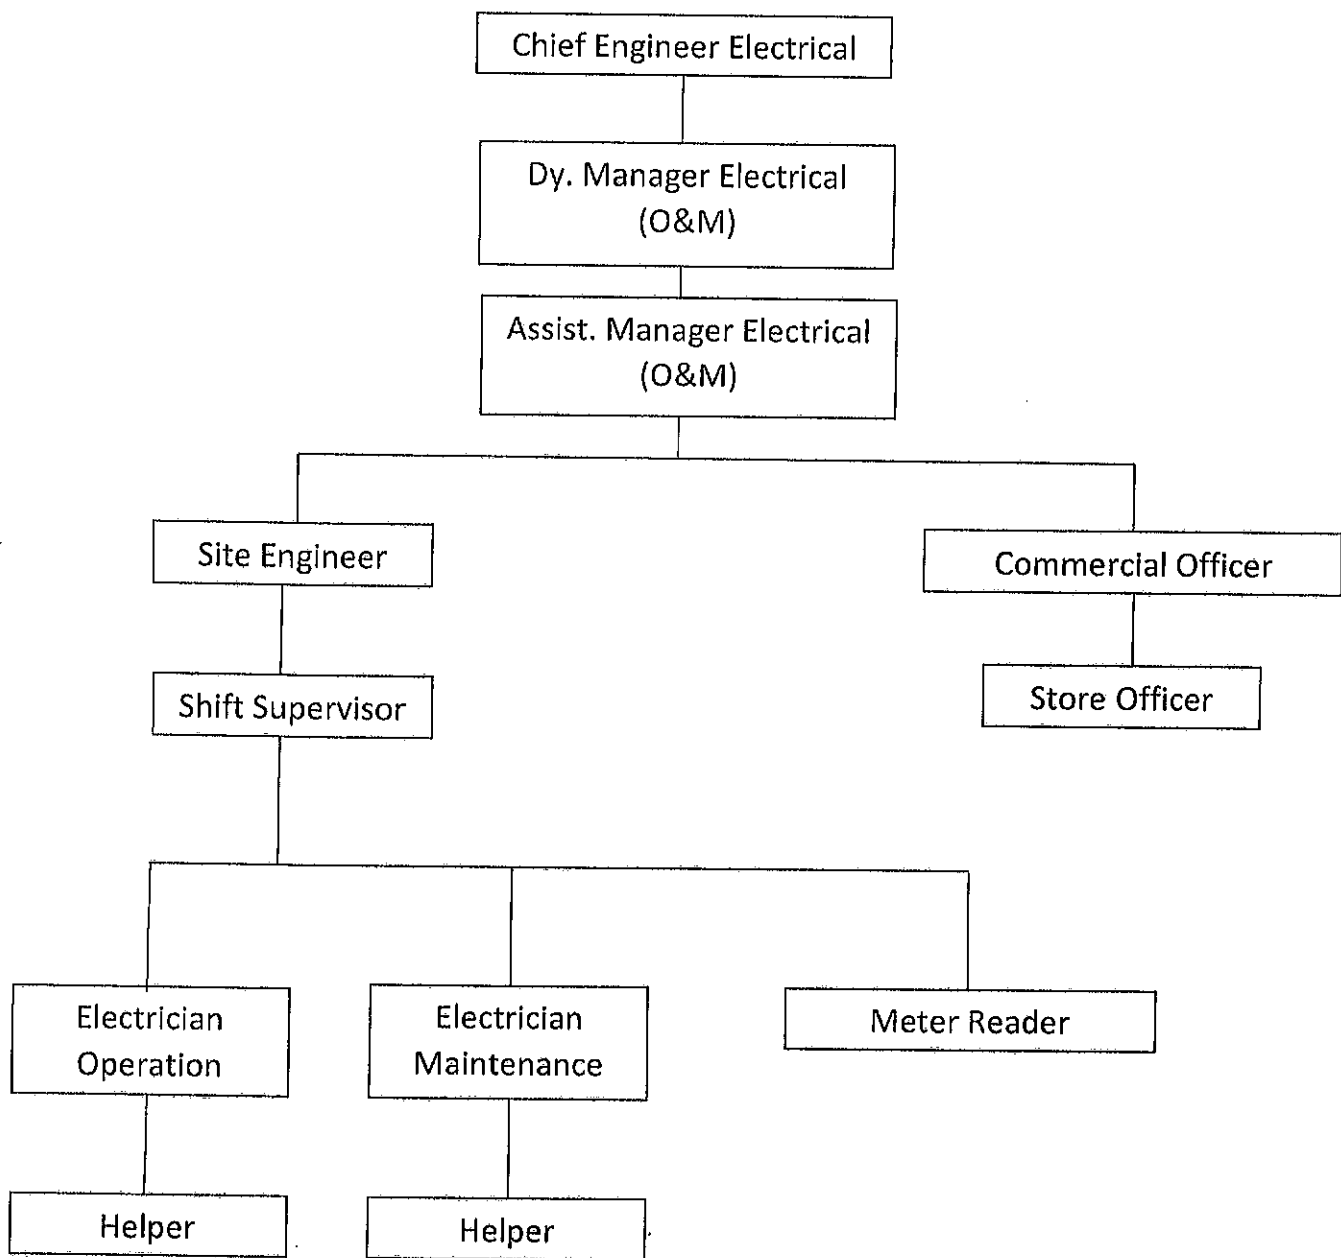 Chief Engineer Electrical
Dy. Manager Electrical
(O&M)
Assist. Manager Electrical
(O&M)
Site Engineer
Commercial Officer
Shift Supervisor
Store Officer
Electrician
Operation
Electrician
Maintenance
Meter Reader
Helper
Helper